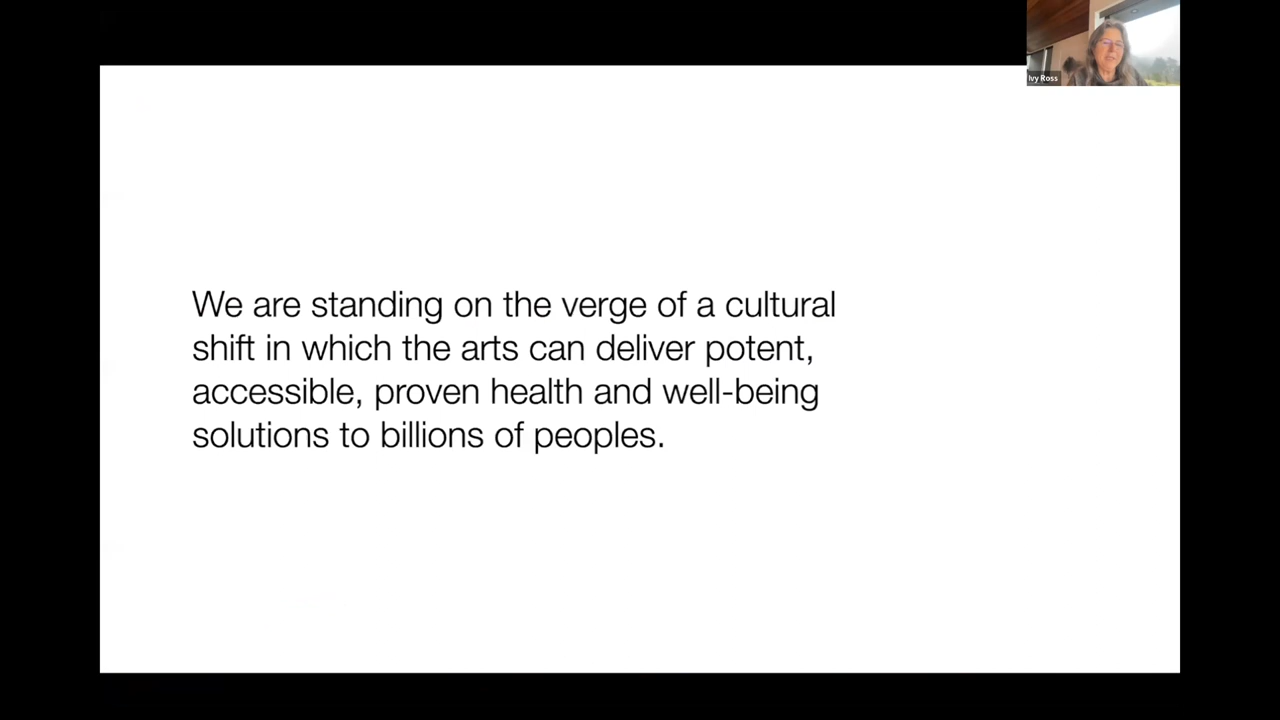 Ivy Ross
We are standing on the verge of a cultural
shift in which the arts can deliver potent,
accessible, proven health and well-being
solutions to billions of peoples.